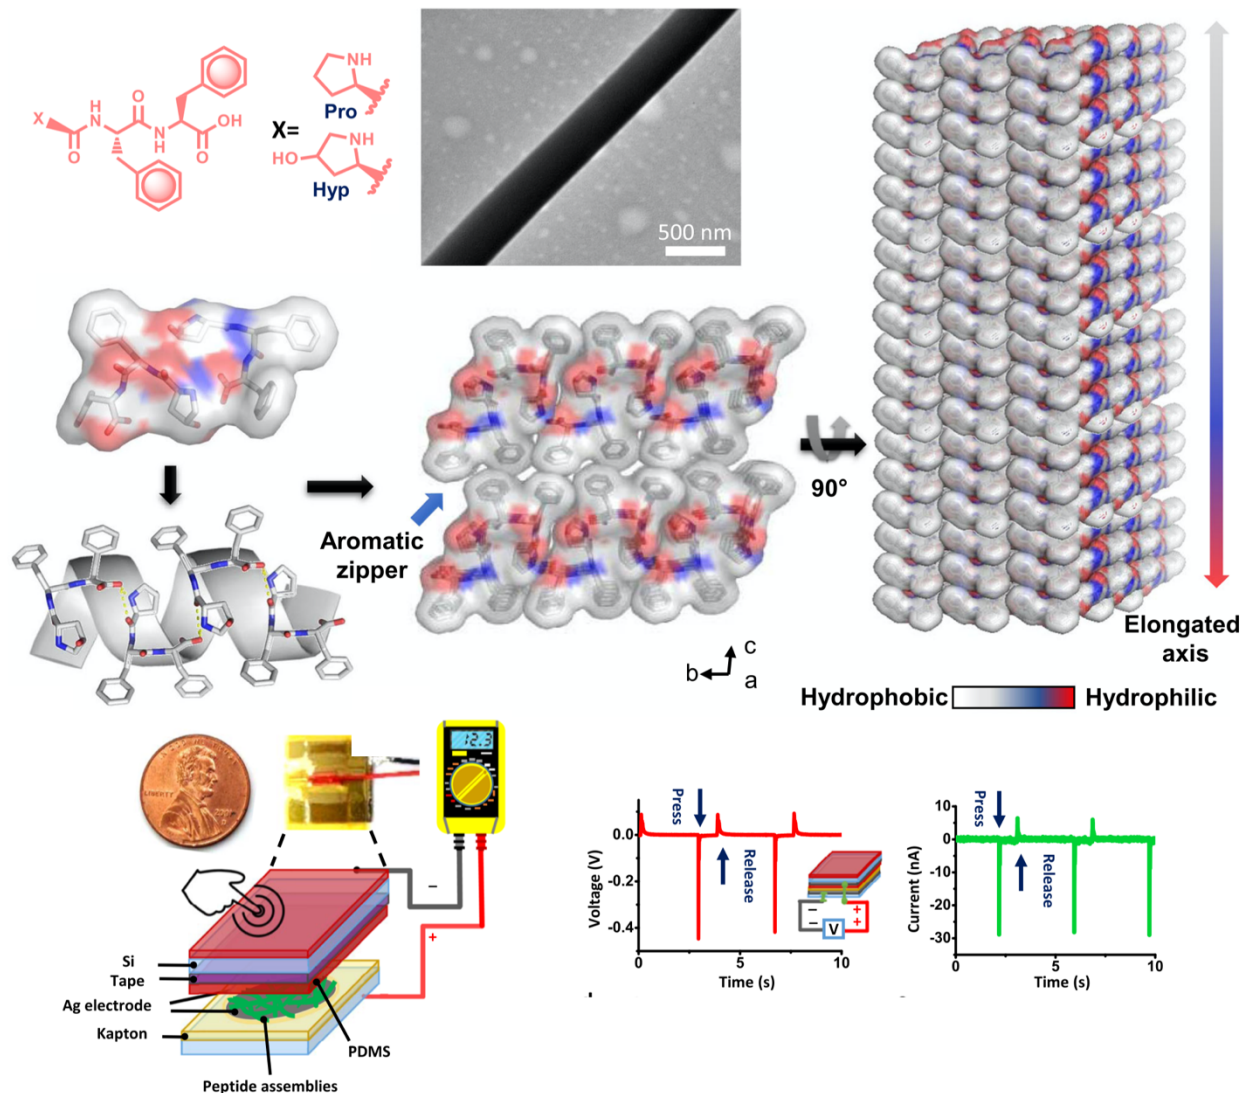 X
H
N
O
O
N
H
O
OH
X=
NH
Pro
HO
NH
Hyp
500 nm
Aromatic
zipper
90°
c
b
a
Elongated
axis
Hydrophobic
Hydrophilic
LIBERTY
12.3
−
+
Si
Tape
Ag electrode
Kapton
PDMS
Peptide assemblies
Press
Release
Voltage (V)
0.0
-0.2
-0.4
0
5
10
Time (s)
− +
− +
V
Press
Release
Current (nA)
10
0
-10
-20
-30
0
5
10
Time (s)